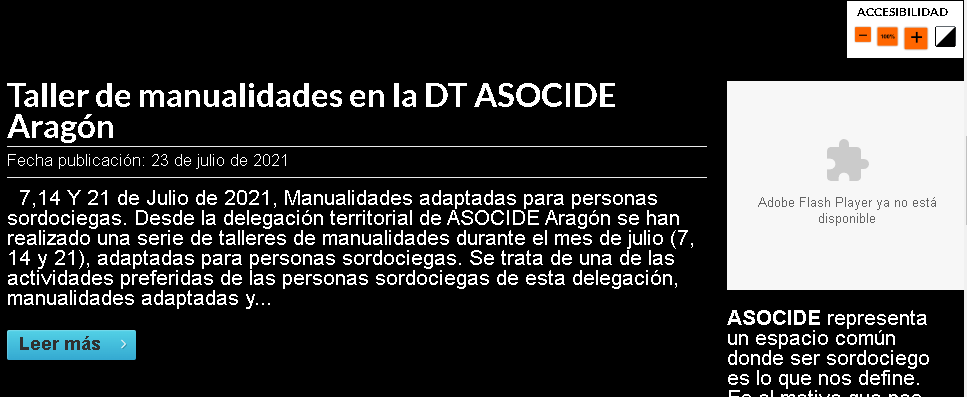 ACCESIBILIDAD
100%
Taller de manualidades en la DT ASOCIDE
Aragón
Fecha publicación: 23 de julio de 2021
7,14 Y 21 de Julio de 2021, Manualidades adaptadas para personas
sordociegas. Desde la delegación territorial de ASOCIDE Aragón se han
realizado una serie de talleres de manualidades durante el mes de julio (7,
14 y 21), adaptadas para personas sordociegas. Se trata de una de las
actividades preferidas de las personas sordociegas de esta delegación,
manualidades adaptadas y...
Leer más
Adobe Flash Player ya no está
disponible
ASOCIDE representa
un espacio común
donde ser sordociego
es lo que nos define.
Es el motivo que nos